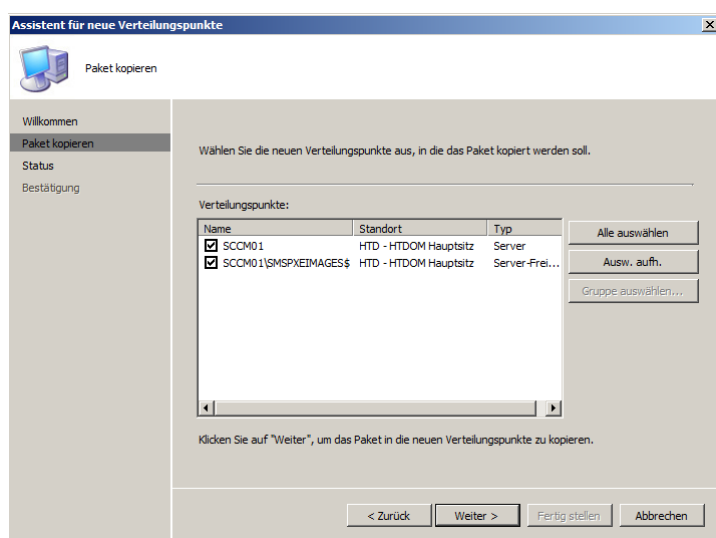 Assistent für neue Verteilungspunkte
Paket kopieren
Willkommen
Paket kopieren
Status
Bestätigung
Wählen Sie die neuen Verteilungspunkte aus, in die das Paket kopiert werden soll.
Verteilungspunkte:
Name Standort Typ
SCCM01 HTD - HTDOM Hauptsitz Server
SCCM01\SMSPXEIMAGES$ HTD - HTDOM Hauptsitz Server-Frei...
Alle auswählen
Ausw. aufh.
Gruppe auswählen...
Klicken Sie auf "Weiter", um das Paket in die neuen Verteilungspunkte zu kopieren.
< Zurück Weiter > Fertig stellen Abbrechen